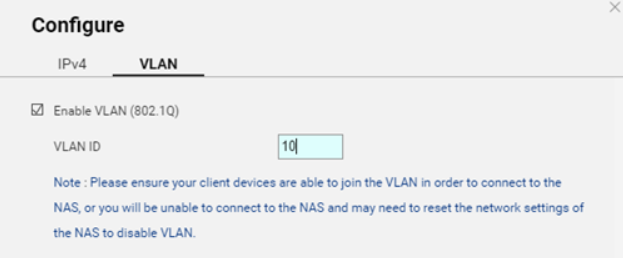 Configure
IPv4 VLAN
Enable VLAN (802.1Q)
VLAN ID 10
Note : Please ensure your client devices are able to join the VLAN in order to connect to the
NAS, or you will be unable to connect to the NAS and may need to reset the network settings of
the NAS to disable VLAN.